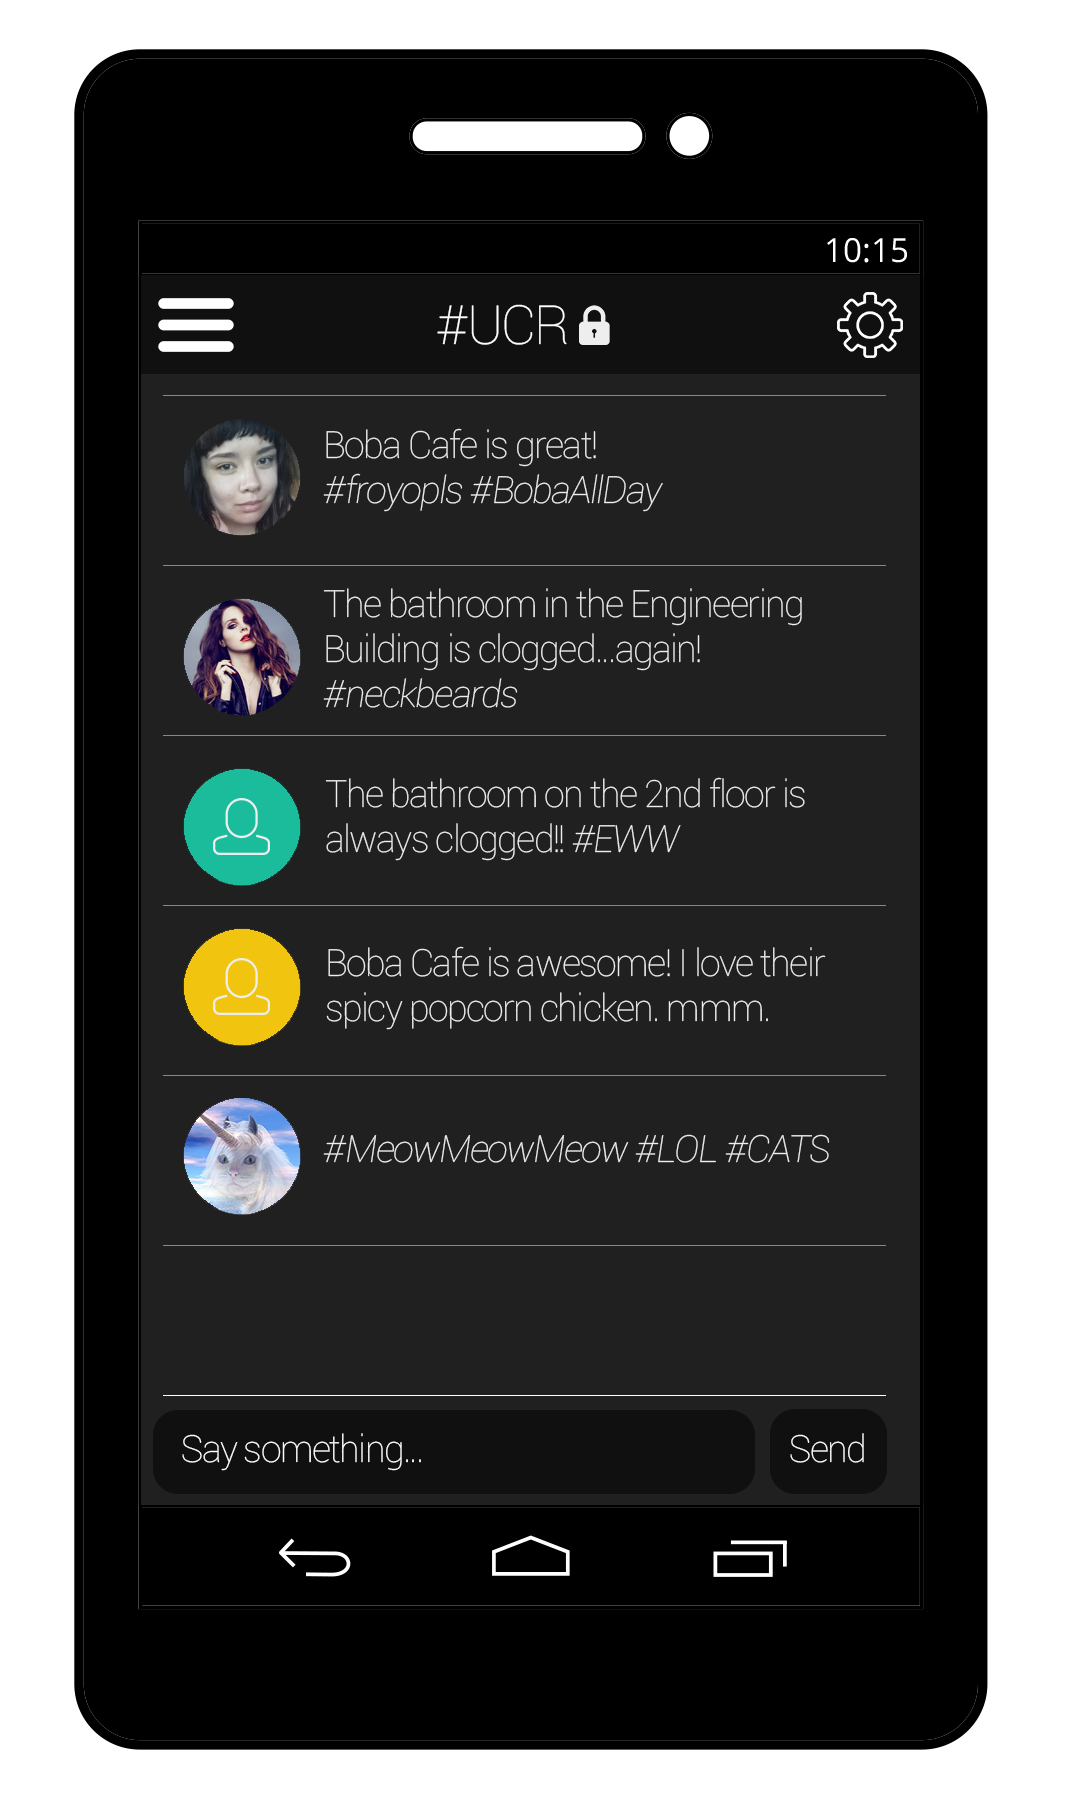 10:15
#UCR
Boba Cafe is great!
#froyopls #BobaAllDay
The bathroom in the Engineering
Building is clogged...again!
#neckbeards
The bathroom on the 2nd floor is
always clogged!! #EWW
Boba Cafe is awesome! I love their
spicy popcorn chicken. mmm.
#MeowMeowMeow #LOL #CATS
Say something...
Send